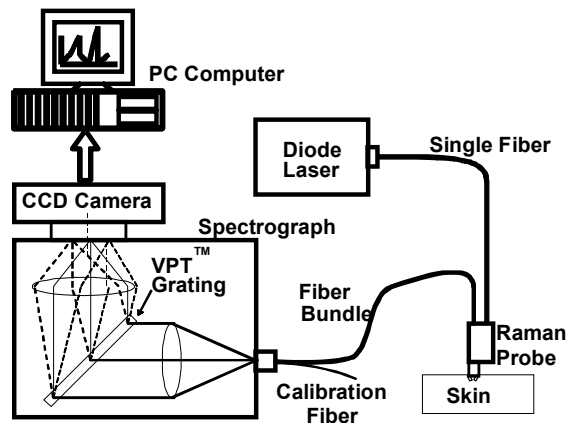 PC Computer
Diode
Laser
Single Fiber
CCD Camera
Spectrograph
VPT™
Grating
Fiber
Bundle
Raman
Probe
Calibration
Fiber
Skin